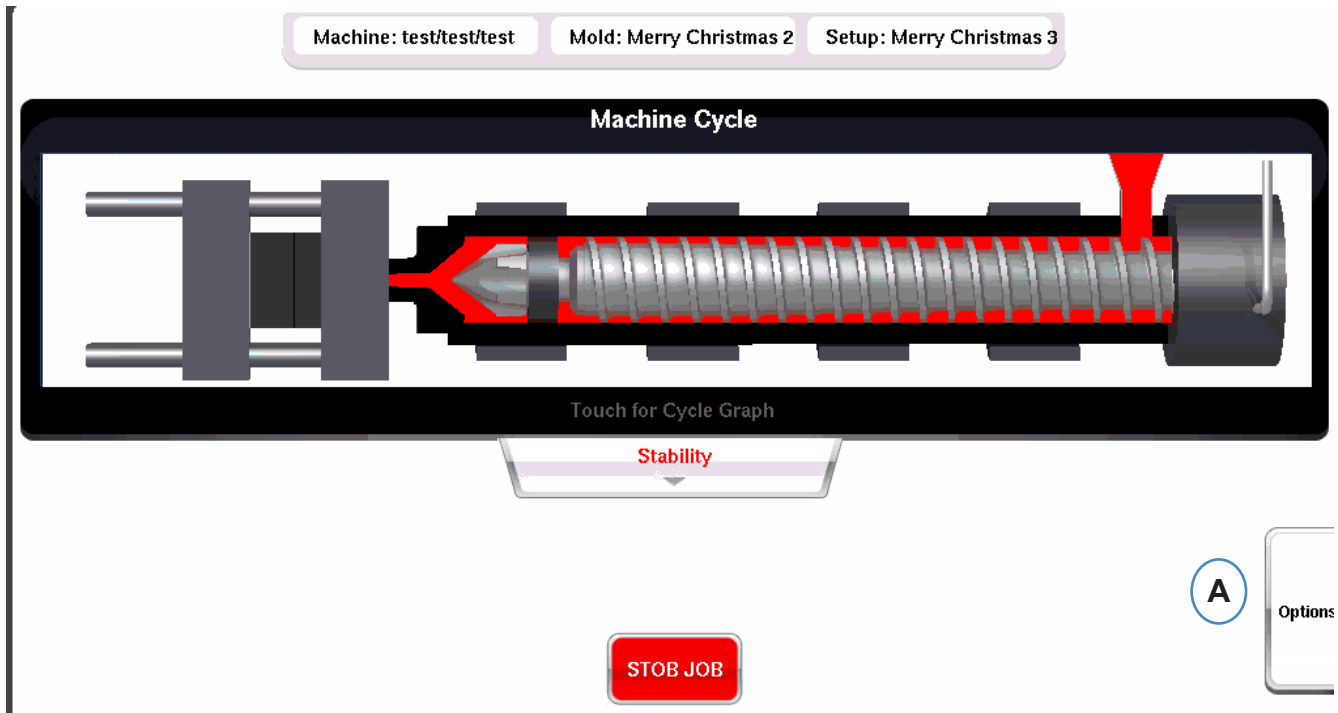 Machine: test/test/test
Mold: Merry Christmas 2
Setup: Merry Christmas 3
Machine Cycle
Touch for Cycle Graph
Stability
A
Options
STOB JOB